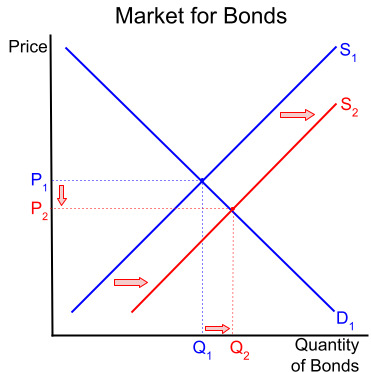 Market for Bonds
Price
S1
S2
P1
P2
D1
Q1 Q2
Quantity
of Bonds